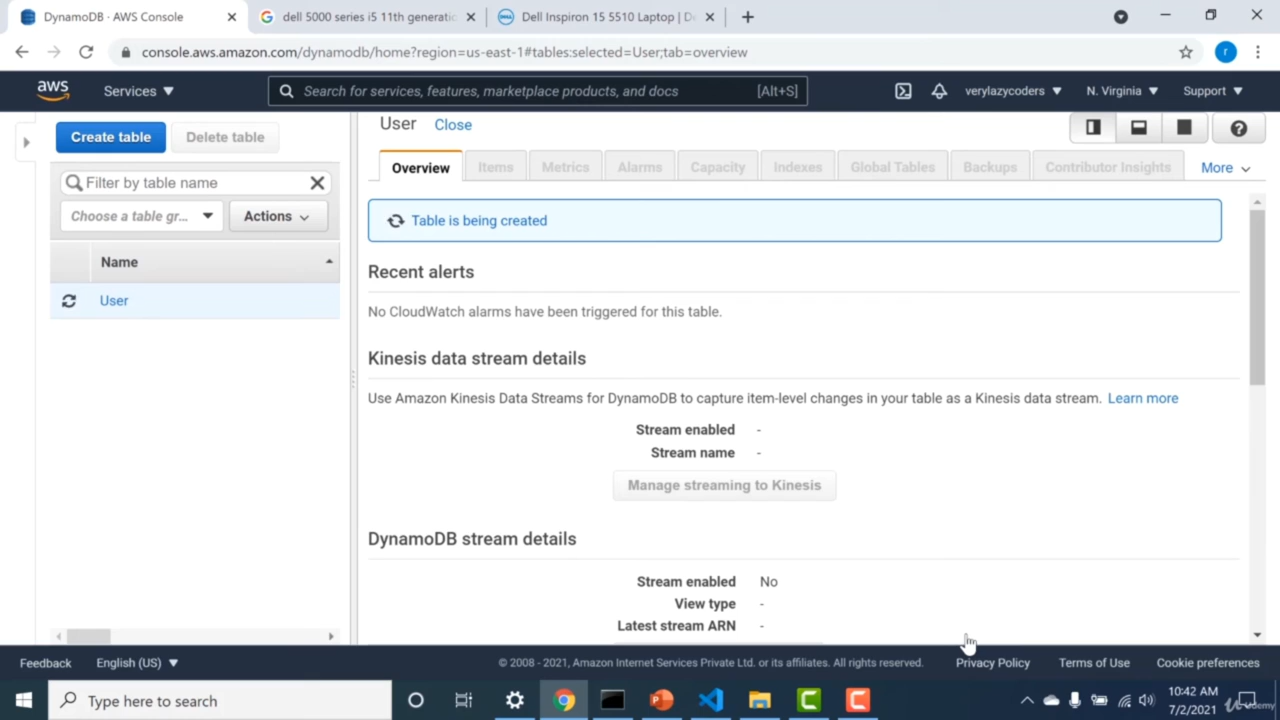 DynamoDB · AWS Console
dell 5000 series i5 11th generatic
Dell Inspiron 15 5510 Laptop | De
console.aws.amazon.com/dynamodb/home?region=us-east-1#tables:selected=User;tab=overview
r
aws
Services
Search for services, features, marketplace products, and docs
[Alt+S]
verylazycoders
N. Virginia
Support
Create table
Delete table
Filter by table name
Choose a table gr...
Actions
Name
User
User
Close
Overview
Items
Metrics
Alarms
Capacity
Indexes
Global Tables
Backups
Contributor Insights
More
Table is being created
Recent alerts
No CloudWatch alarms have been triggered for this table.
Kinesis data stream details
Use Amazon Kinesis Data Streams for DynamoDB to capture item-level changes in your table as a Kinesis data stream. Learn more
Stream enabled -
Stream name -
Manage streaming to Kinesis
DynamoDB stream details
Stream enabled No
View type -
Latest stream ARN -
Feedback
English (US)
© 2008 - 2021, Amazon Internet Services Private Ltd. or its affiliates. All rights reserved.
Privacy Policy
Terms of Use
Cookie preferences
Type here to search
10:42 AM
7/2/2021
Udemy